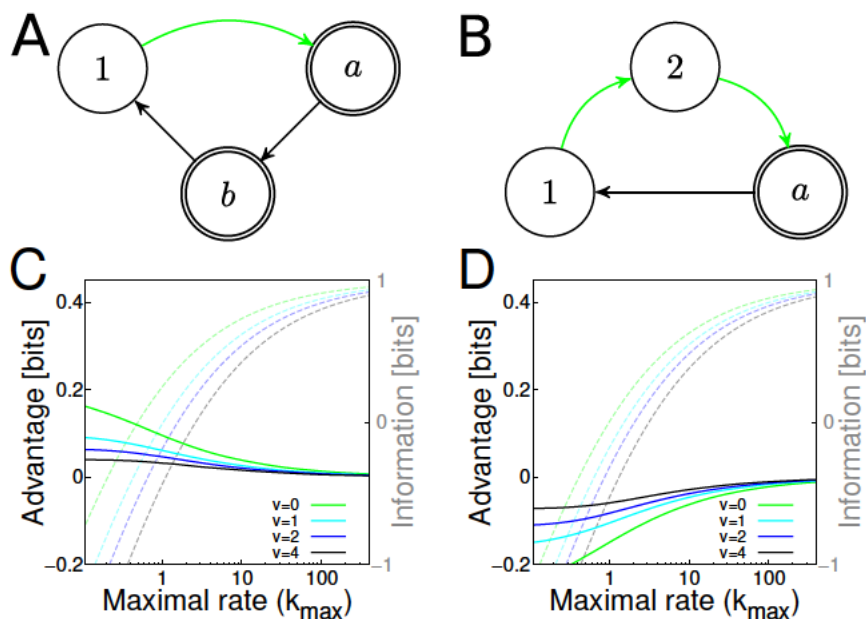 A
1
a
b
B
2
1
a
C
Advantage [bits]
0.4
0.2
0
−0.2
1
10
100
Maximal rate (kmax)
1
0
−1
Information [bits]
v=0
v=1
v=2
v=4
D
Advantage [bits]
0.4
0.2
0
−0.2
1
10
100
Maximal rate (kmax)
1
0
−1
Information [bits]
v=0
v=1
v=2
v=4